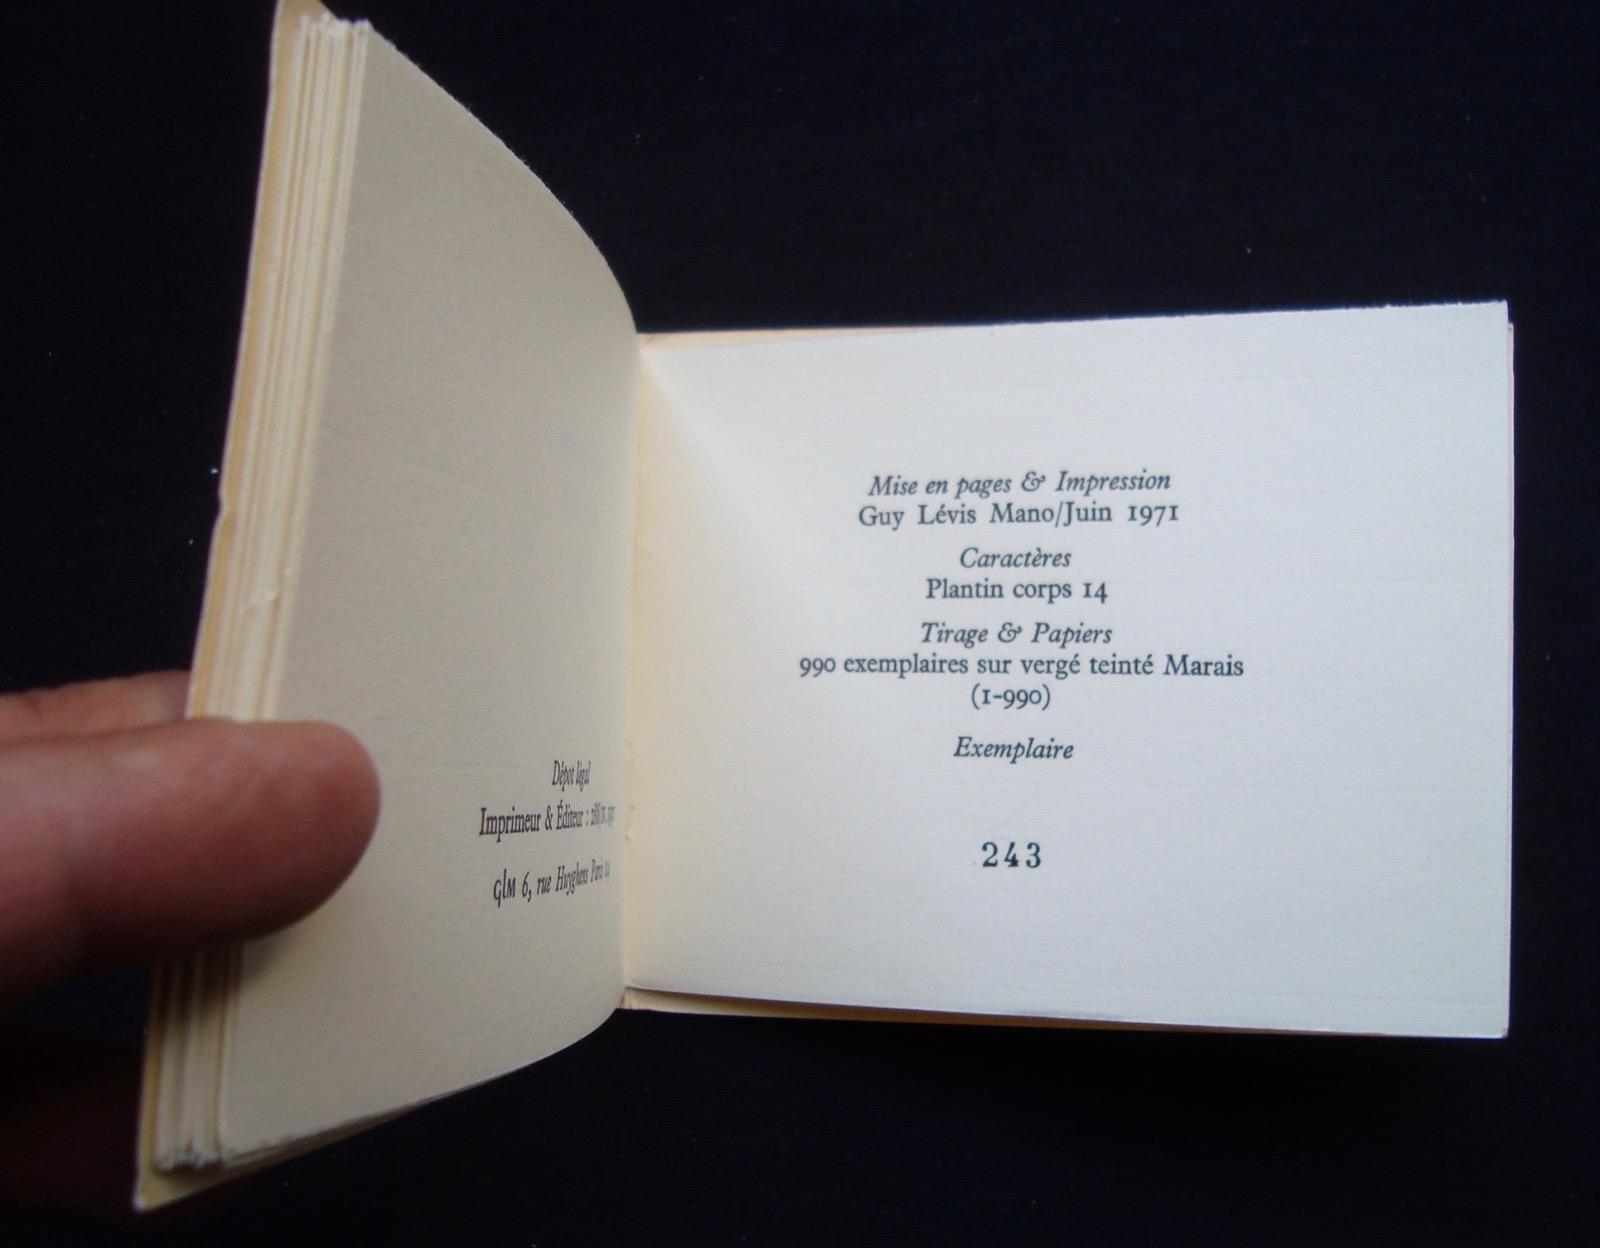 Dépot légal
Imprimeur & Éditeur :
GLM 6, rue Huyghens Paris 14
Mise en pages & Impression
Guy Lévis Mano/Juin 1971
Caractères
Plantin corps 14
Tirage & Papiers
990 exemplaires sur vergé teinté Marais
(1-990)
Exemplaire
243